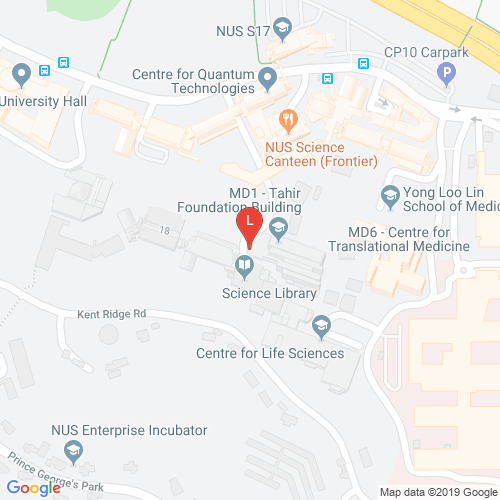 NUS S17
CP10 Carpark
P
Centre for Quantum
Technologies
University Hall
NUS Science
Canteen (Frontier)
MD1 - Tahir
Foundation Building
Yong Loo Lin
School of Medic
L
18
MD6 - Centre for
Translational Medicine
Science Library
Kent Ridge Rd
Centre for Life Sciences
NUS Enterprise Incubator
Prince George's Park
Google
Map data ©2019 Google